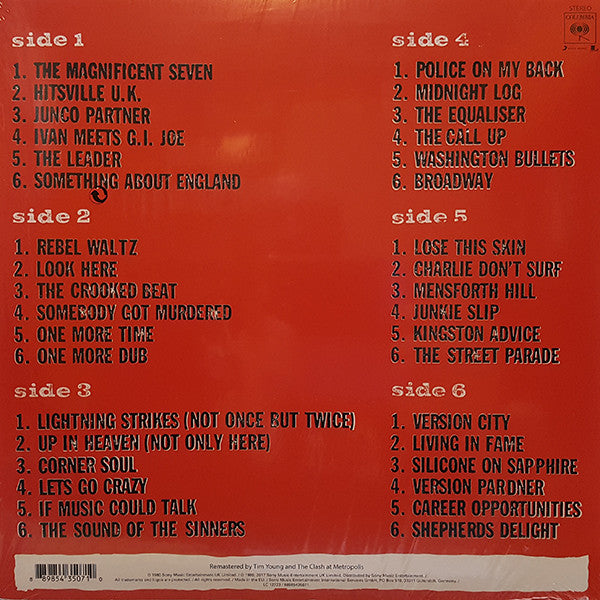 STEREO
COLUMBIA
side 1
1. THE MAGNIFICENT SEVEN
2. HITSVILLE U.K.
3. JUNCO PARTNER
4. IVAN MEETS G.I. JOE
5. THE LEADER
6. SOMETHING ABOUT ENGLAND
side 2
1. REBEL WALTZ
2. LOOK HERE
3. THE CROOKED BEAT
4. SOMEBODY GOT MURDERED
5. ONE MORE TIME
6. ONE MORE DUB
side 3
1. LIGHTNING STRIKES (NOT ONCE BUT TWICE)
2. UP IN HEAVEN (NOT ONLY HERE)
3. CORNER SOUL
4. LETS GO CRAZY
5. IF MUSIC COULD TALK
6. THE SOUND OF THE SINNERS
side 4
1. POLICE ON MY BACK
2. MIDNIGHT LOG
3. THE EQUALISER
4. THE CALL UP
5. WASHINGTON BULLETS
6. BROADWAY
side 5
1. LOSE THIS SKIN
2. CHARLIE DON'T SURF
3. MENSFORTH HILL
4. JUNKIE SLIP
5. KINGSTON ADVICE
6. THE STREET PARADE
side 6
1. VERSION CITY
2. LIVING IN FAME
3. SILICONE ON SAPPHIRE
4. VERSION PARDNER
5. CAREER OPPORTUNITIES
6. SHEPHERDS DELIGHT
Remastered by Tim Young and The Clash at Metropolis
8 89854 35071 0